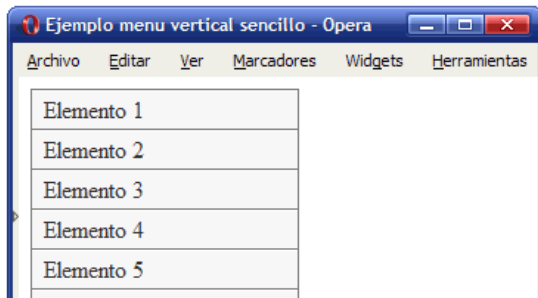 Ejemplo menu vertical sencillo - Opera
Archivo Editar Ver Marcadores Widgets Herramientas
Elemento 1
Elemento 2
Elemento 3
Elemento 4
Elemento 5